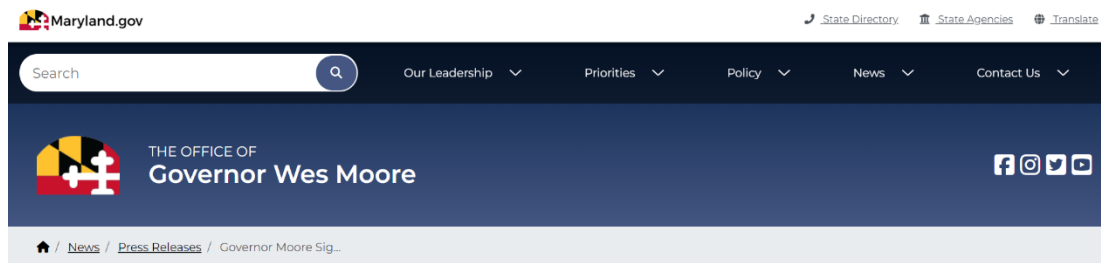 Maryland.gov State Directory State Agencies Translate
Search Our Leadership Priorities Policy News Contact Us
THE OFFICE OF
Governor Wes Moore
/ News / Press Releases / Governor Moore Sig...